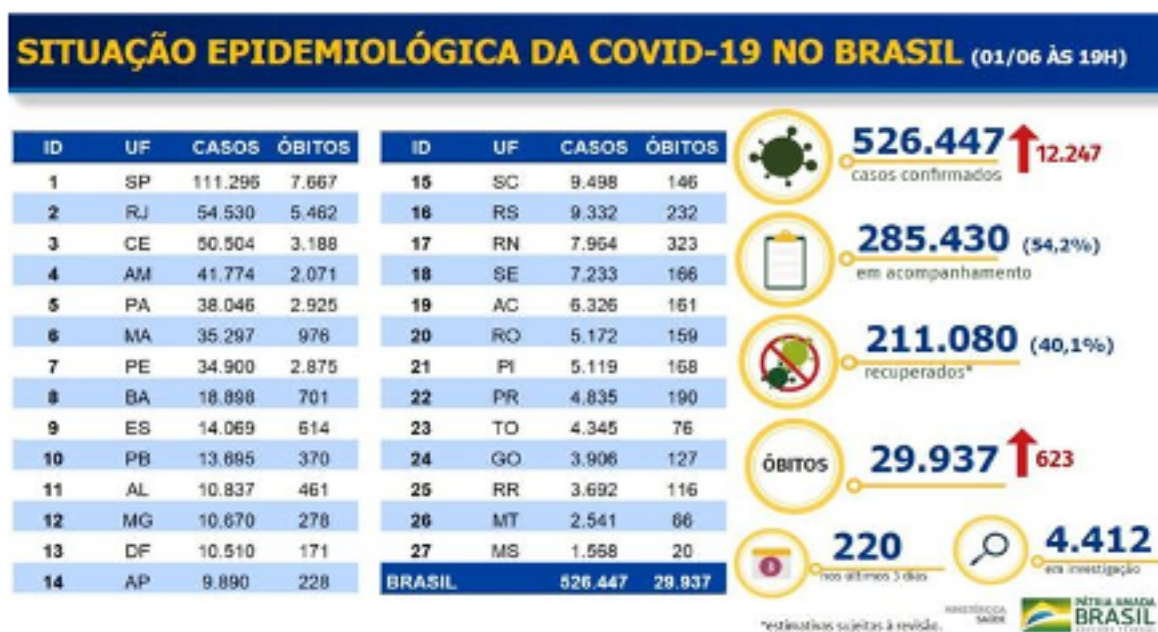 SITUAÇÃO EPIDEMIOLÓGICA DA COVID-19 NO BRASIL (01/06 ÀS 19H)
ID UF CASOS ÓBITOS
1 SP 111.296 7.667
2 RJ 54.530 5.462
3 CE 50.504 3.188
4 AM 41.774 2.071
5 PA 38.046 2.925
6 MA 35.297 976
7 PE 34.900 2.875
8 BA 18.898 701
9 ES 14.069 614
10 PB 13.695 370
11 AL 10.837 461
12 MG 10.670 278
13 DF 10.510 171
14 AP 9.890 228
ID UF CASOS ÓBITOS
15 SC 9.498 146
16 RS 9.332 232
17 RN 7.964 323
18 SE 7.233 166
19 AC 6.326 161
20 RO 5.172 159
21 PI 5.119 168
22 PR 4.835 190
23 TO 4.345 76
24 GO 3.906 127
25 RR 3.692 116
26 MT 2.541 66
27 MS 1.568 20
BRASIL 526.447 29.937
526.447 12.247
casos confirmados
285.430 (54,2%)
em acompanhamento
211.080 (40,1%)
recuperados*
ÓBITOS 29.937 623
220
nos últimos 3 dias
4.412
em investigação
*estimativas sujeitas à revisão.
MINISTÉRIO DA
SAÚDE
PÁTRIA AMADA
BRASIL
GOVERNO FEDERAL